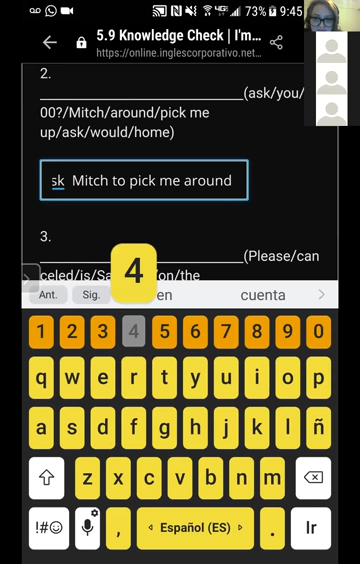 73% 9:45
5.9 Knowledge Check | I'm...
https://online.inglescorporativo.net...
2.
____________________________(ask/you/
00?/Mitch/around/pick me
up/ask/would/home)
sk Mitch to pick me around
3.
____________________________(Please/can
celed/is/Sa on/the
Ant. Sig. en cuenta
4
1 2 3 4 5 6 7 8 9 0
q w e r t y u i o p
a s d f g h j k l ñ
z x c v b n m
!#☺ , Español (ES) . Ir